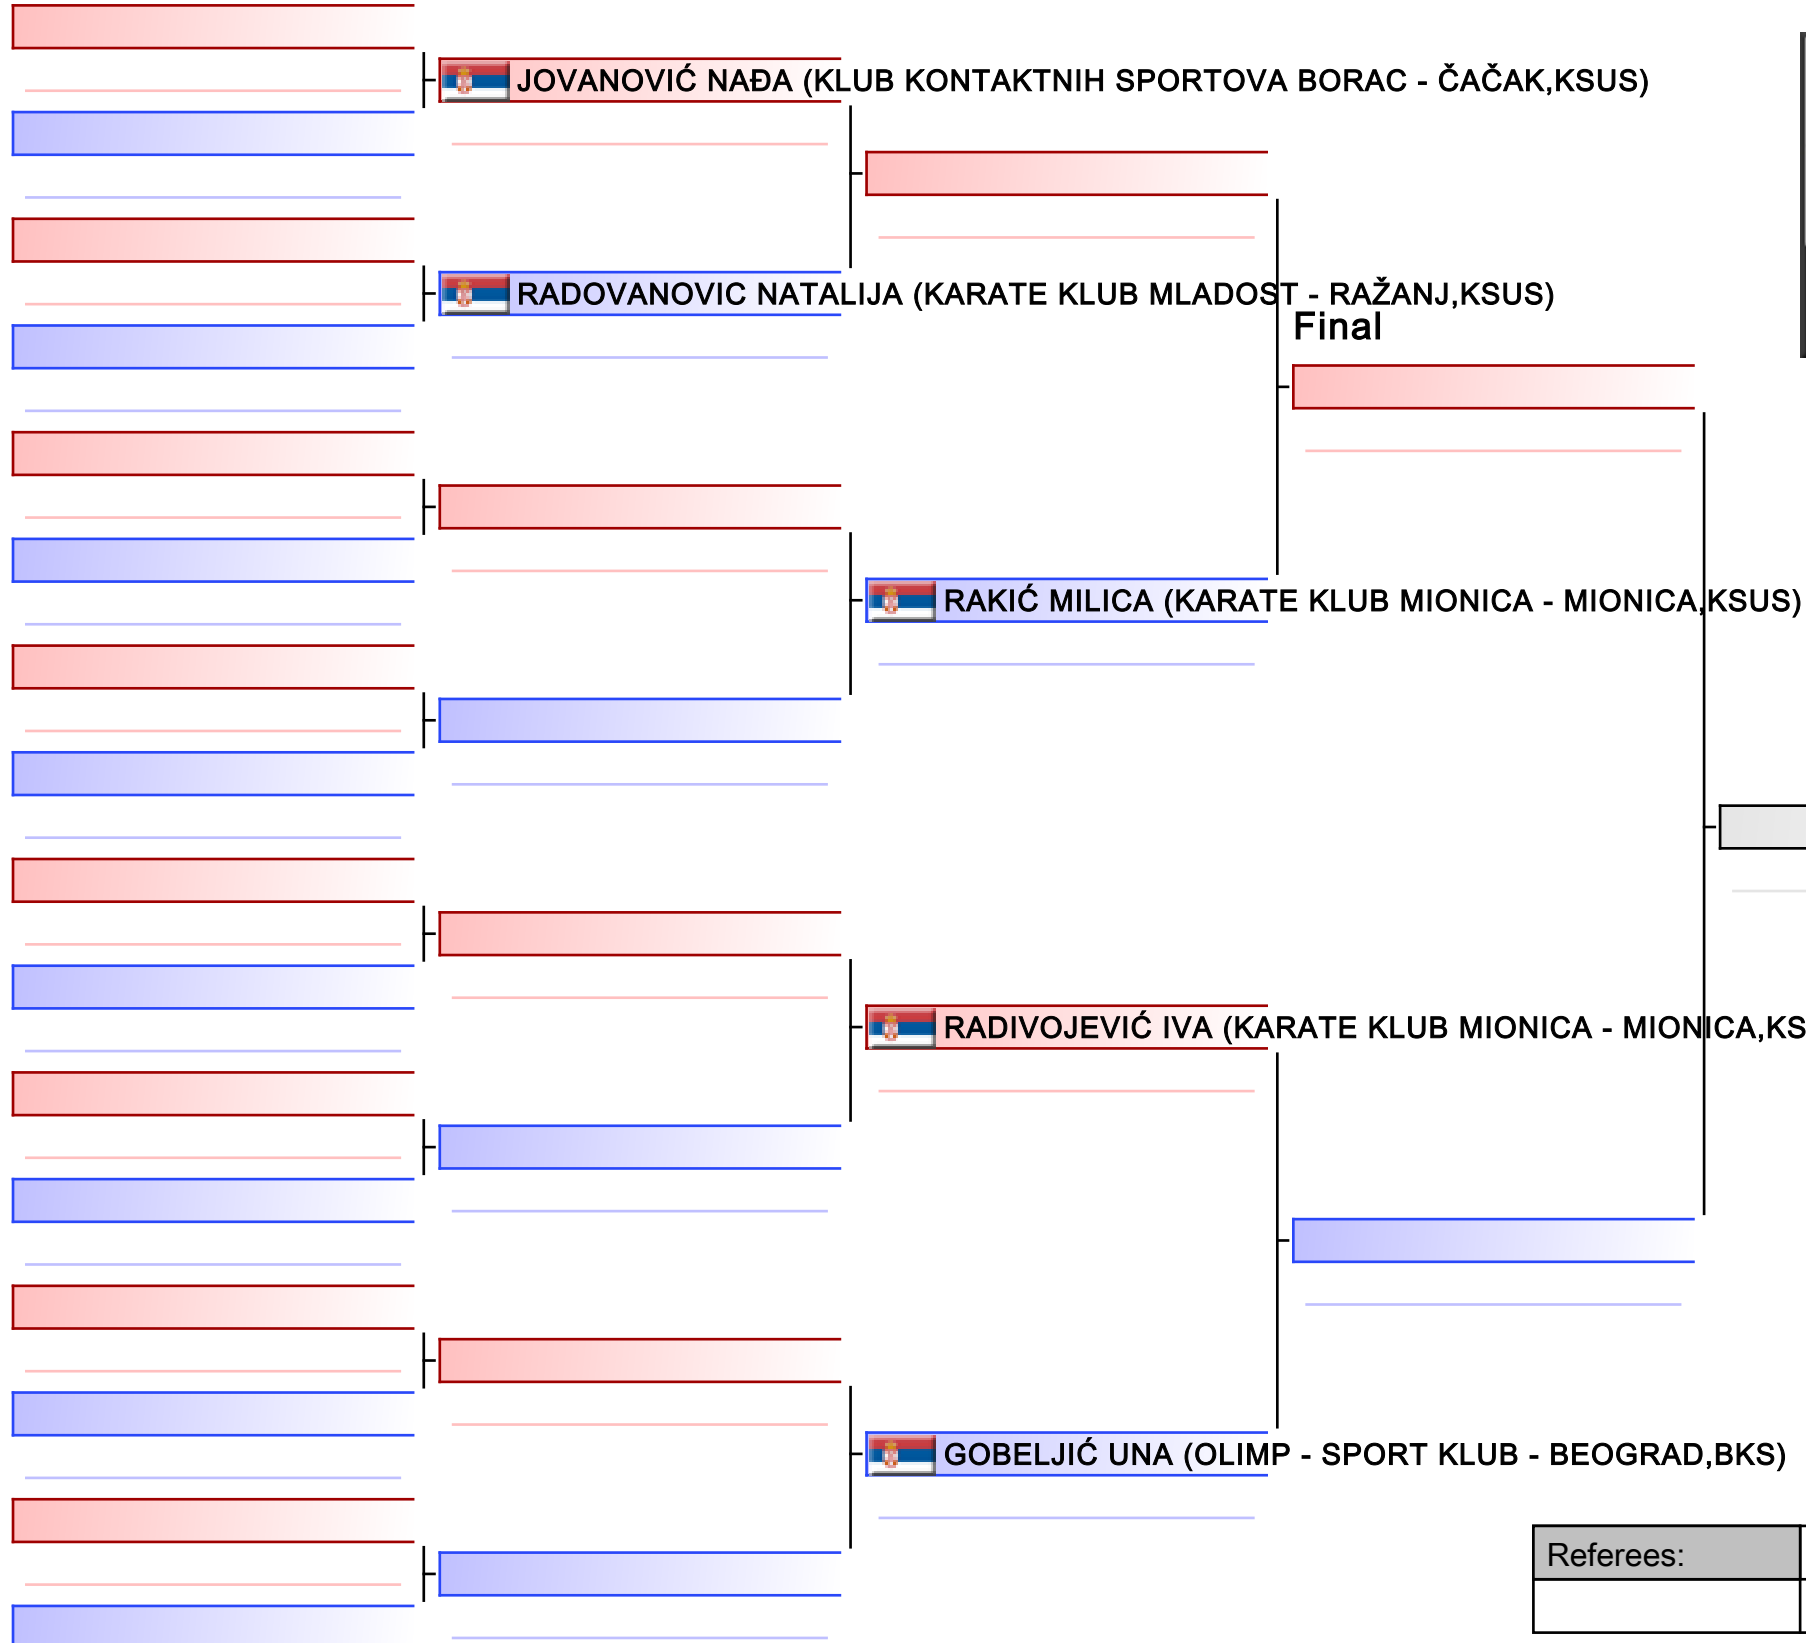 JOVANOVIĆ NAĐA (KLUB KONTAKTNIH SPORTOVA BORAC - ČAČAK,KSUS)
RADOVANOVIC NATALIJA (KARATE KLUB MLADOST - RAŽANJ,KSUS)
Final
RAKIĆ MILICA (KARATE KLUB MIONICA - MIONICA,KSUS)
RADIVOJEVIĆ IVA (KARATE KLUB MIONICA - MIONICA,KS
GOBELJIĆ UNA (OLIMP - SPORT KLUB - BEOGRAD,BKS)
Referees: